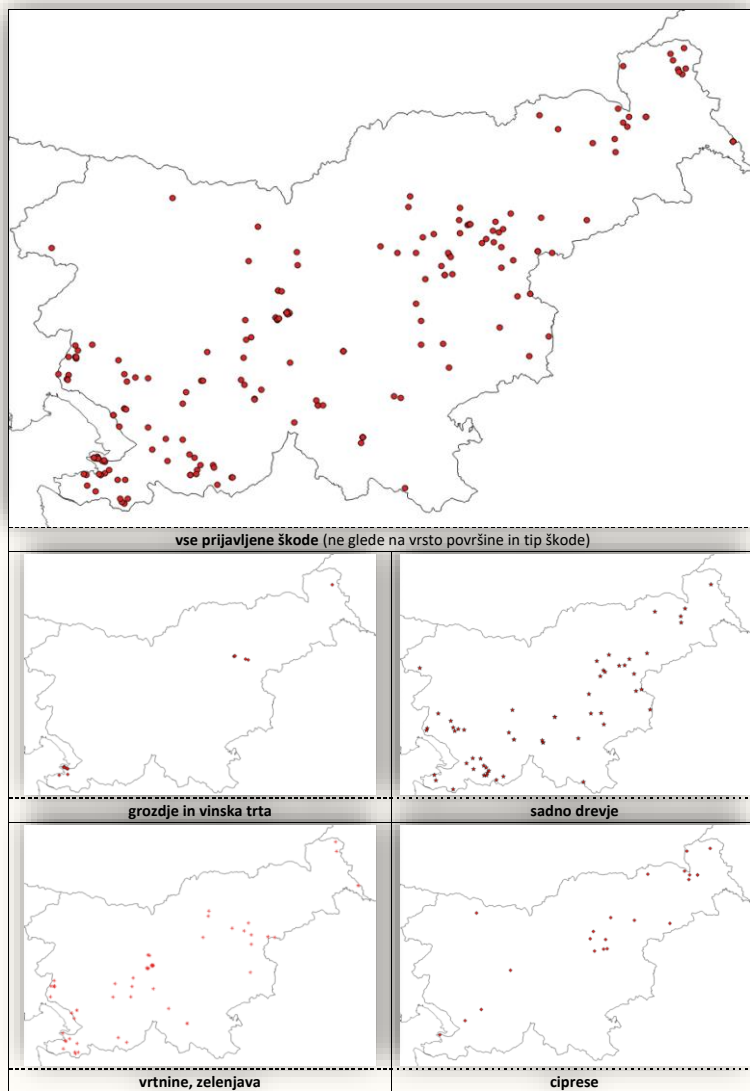 vse prijavljene škode (ne glede na vrsto površine in tip škode)
grozdje in vinska trta
sadno drevje
vrtnine, zelenjava
ciprese